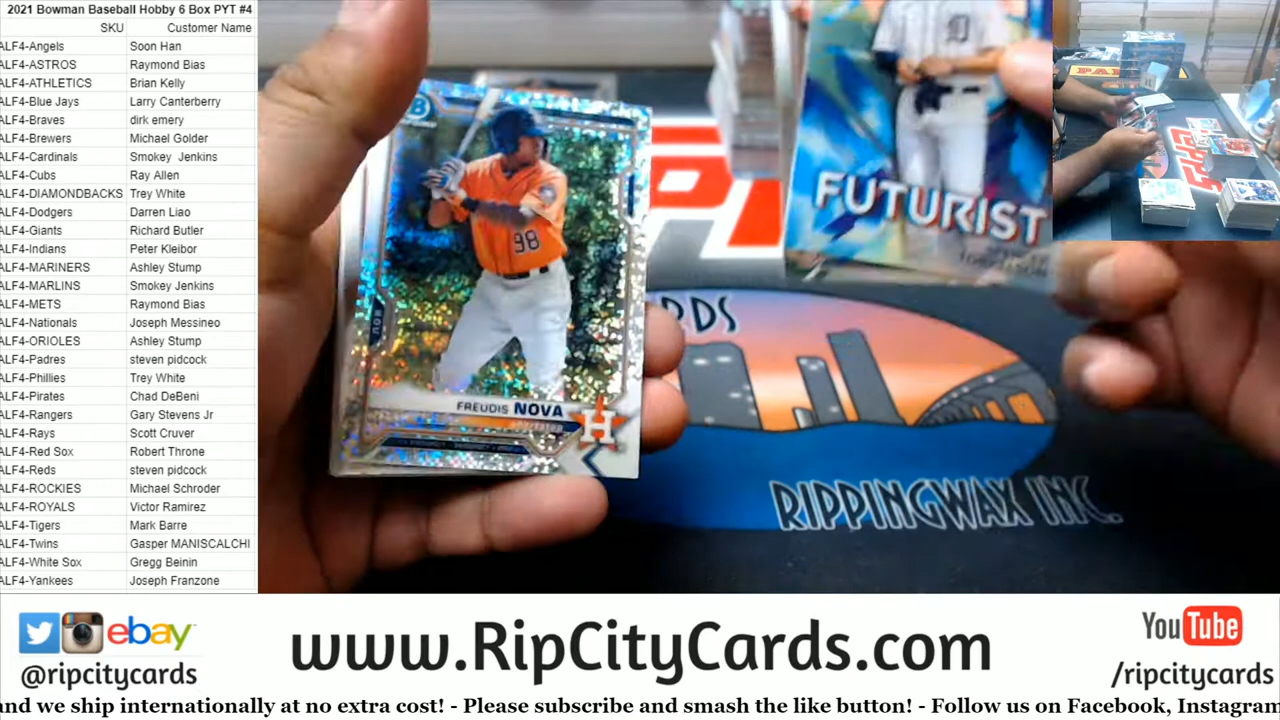 2021 Bowman Baseball Hobby 6 Box PYT #4
SKU Customer Name
ALF4-Angels Soon Han
ALF4-ASTROS Raymond Bias
ALF4-ATHLETICS Brian Kelly
ALF4-Blue Jays Larry Canterberry
ALF4-Braves dirk emery
ALF4-Brewers Michael Golder
ALF4-Cardinals Smokey Jenkins
ALF4-Cubs Ray Allen
ALF4-DIAMONDBACKS Trey White
ALF4-Dodgers Darren Liao
ALF4-Giants Richard Butler
ALF4-Indians Peter Kleibor
ALF4-MARINERS Ashley Stump
ALF4-MARLINS Smokey Jenkins
ALF4-METS Raymond Bias
ALF4-Nationals Joseph Messineo
ALF4-ORIOLES Ashley Stump
ALF4-Padres steven pidcock
ALF4-Phillies Trey White
ALF4-Pirates Chad DeBeni
ALF4-Rangers Gary Stevens Jr
ALF4-Rays Scott Cruver
ALF4-Red Sox Robert Throne
ALF4-Reds steven pidcock
ALF4-ROCKIES Michael Schroder
ALF4-ROYALS Victor Ramirez
ALF4-Tigers Mark Barre
ALF4-Twins Gasper MANISCALCHI
ALF4-White Sox Gregg Beinin
ALF4-Yankees Joseph Franzone
B
98
FREUDIS NOVA
H
D
FUTURIST
RDS
RIPPINGWAX INC.
ebay
@ripcitycards
www.RipCityCards.com
YouTube
/ripcitycards
and we ship internationally at no extra cost! - Please subscribe and smash the like button! - Follow us on Facebook, Instagram